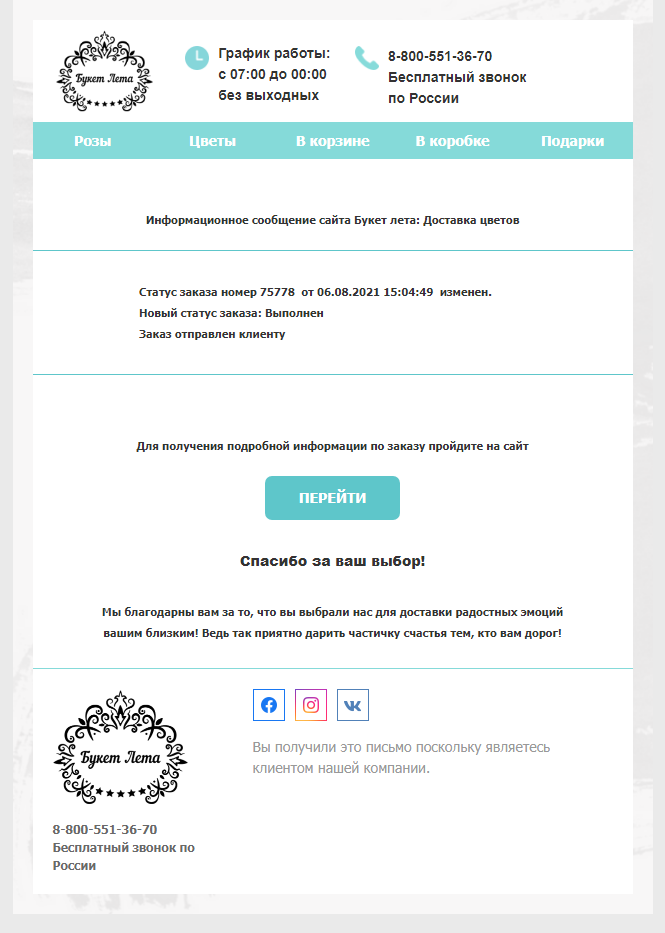 Букет Лета
График работы:
с 07:00 до 00:00
без выходных
8-800-551-36-70
Бесплатный звонок
по России
Розы Цветы В корзине В коробке Подарки
Информационное сообщение сайта Букет лета: Доставка цветов
Статус заказа номер 75778 от 06.08.2021 15:04:49 изменен.
Новый статус заказа: Выполнен
Заказ отправлен клиенту
Для получения подробной информации по заказу пройдите на сайт
ПЕРЕЙТИ
Спасибо за ваш выбор!
Мы благодарны вам за то, что вы выбрали нас для доставки радостных эмоций
вашим близким! Ведь так приятно дарить частичку счастья тем, кто вам дорог!
Букет Лета
8-800-551-36-70
Бесплатный звонок по
России
Вы получили это письмо поскольку являетесь
клиентом нашей компании.